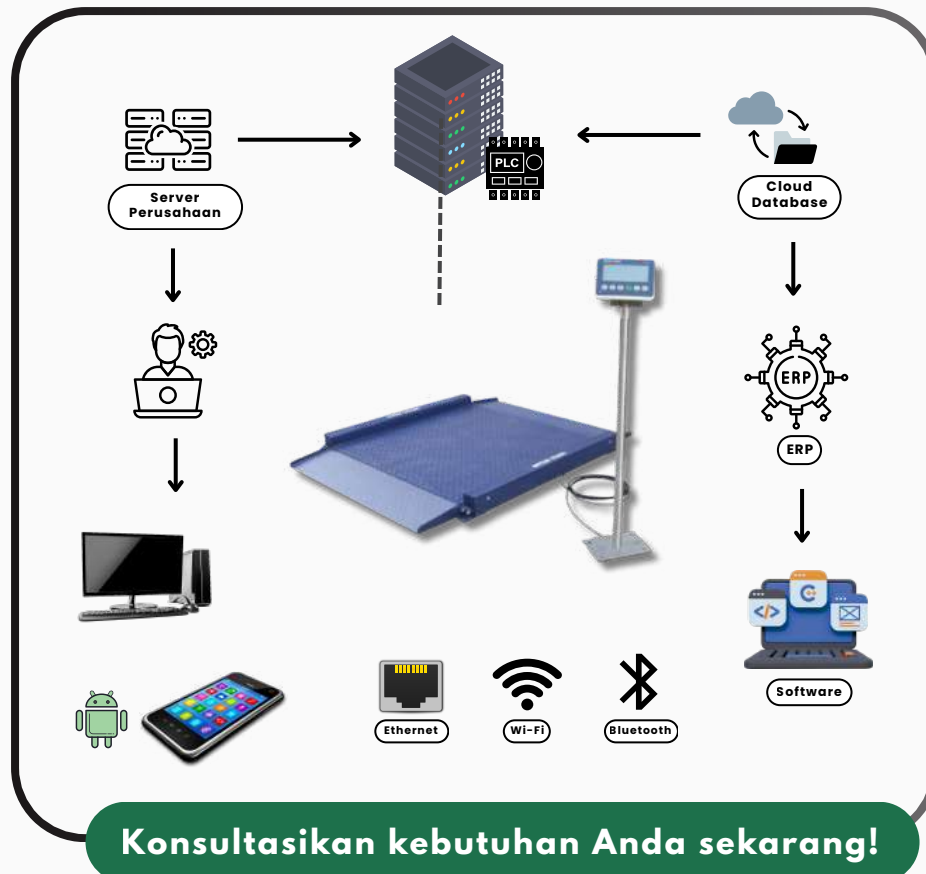 PLC
Server
Perusahaan
Cloud
Database
ERP
ERP
Software
Ethernet
Wi-Fi
Bluetooth
Konsultasikan kebutuhan Anda sekarang!